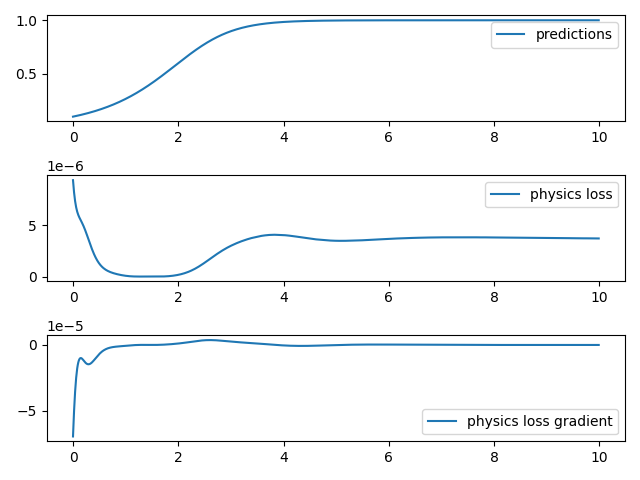 1.0
0.5
predictions
0 2 4 6 8 10
1e−6
5
0
physics loss
0 2 4 6 8 10
1e−5
0
−5
physics loss gradient
0 2 4 6 8 10